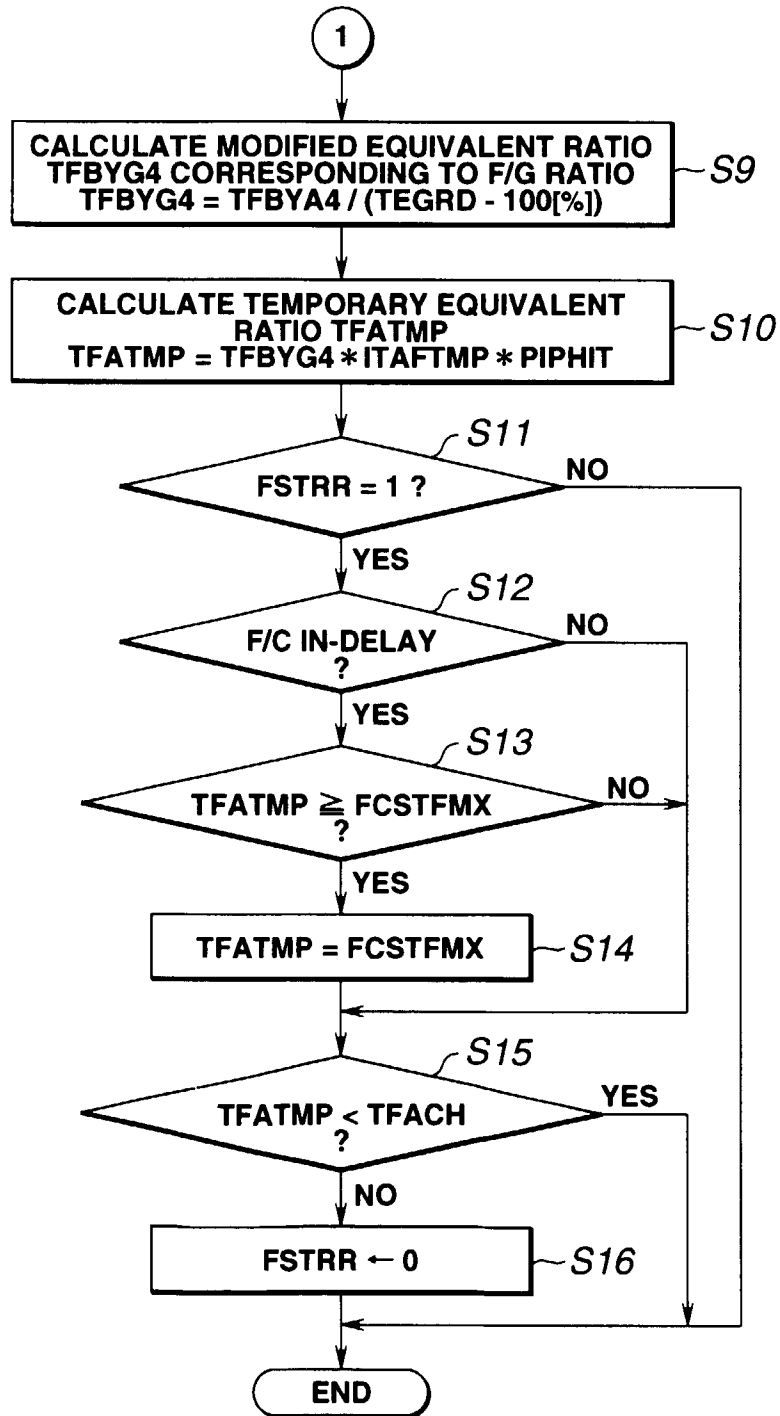 1
CALCULATE MODIFIED EQUIVALENT RATIO
TFBYG4 CORRESPONDING TO F/G RATIO
TFBYG4 = TFBYA4 / (TEGRD - 100[%])
S9
CALCULATE TEMPORARY EQUIVALENT
RATIO TFATMP
TFATMP = TFBYG4 * ITAFTMP * PIPHIT
S10
S11
FSTRR = 1 ?
NO
YES
S12
F/C IN-DELAY
?
NO
YES
S13
TFATMP ≧ FCSTFMX
?
NO
YES
TFATMP = FCSTFMX
S14
S15
TFATMP < TFACH
?
YES
NO
FSTRR ← 0
S16
END